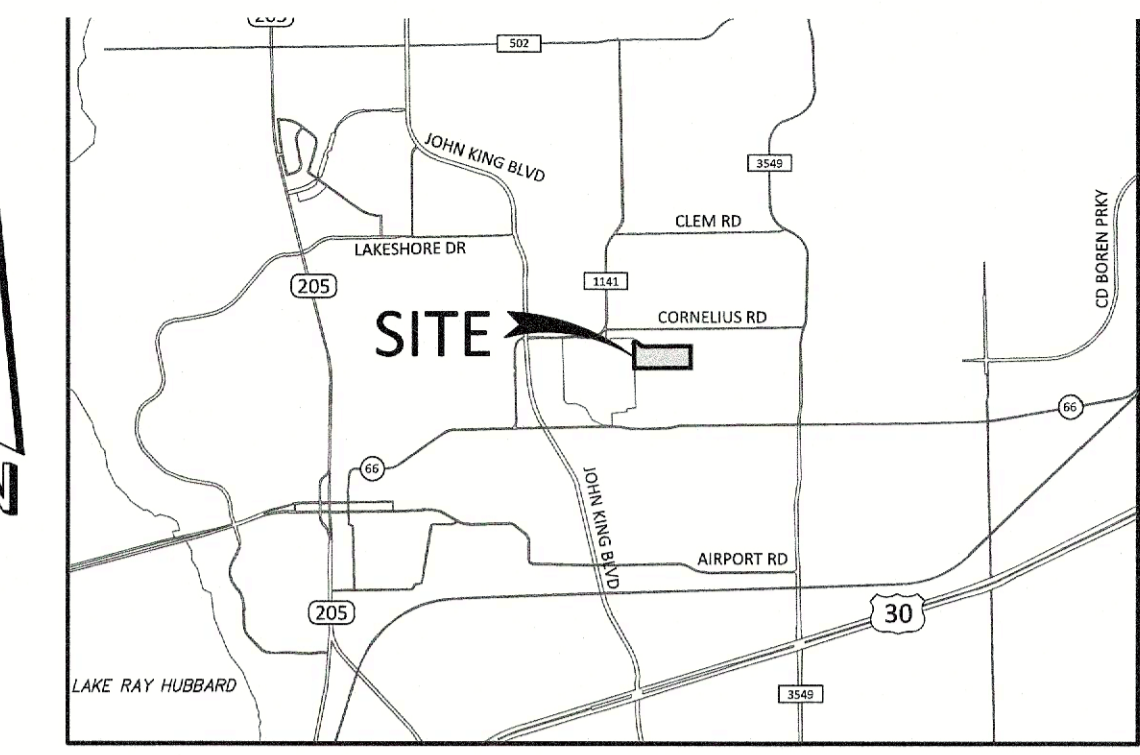 205
502
JOHN KING BLVD
3549
CLEM RD
LAKESHORE DR
CD BOREN PRKY
205
1141
CORNELIUS RD
SITE
66
66
JOHN KING BLVD
AIRPORT RD
205
30
LAKE RAY HUBBARD
3549